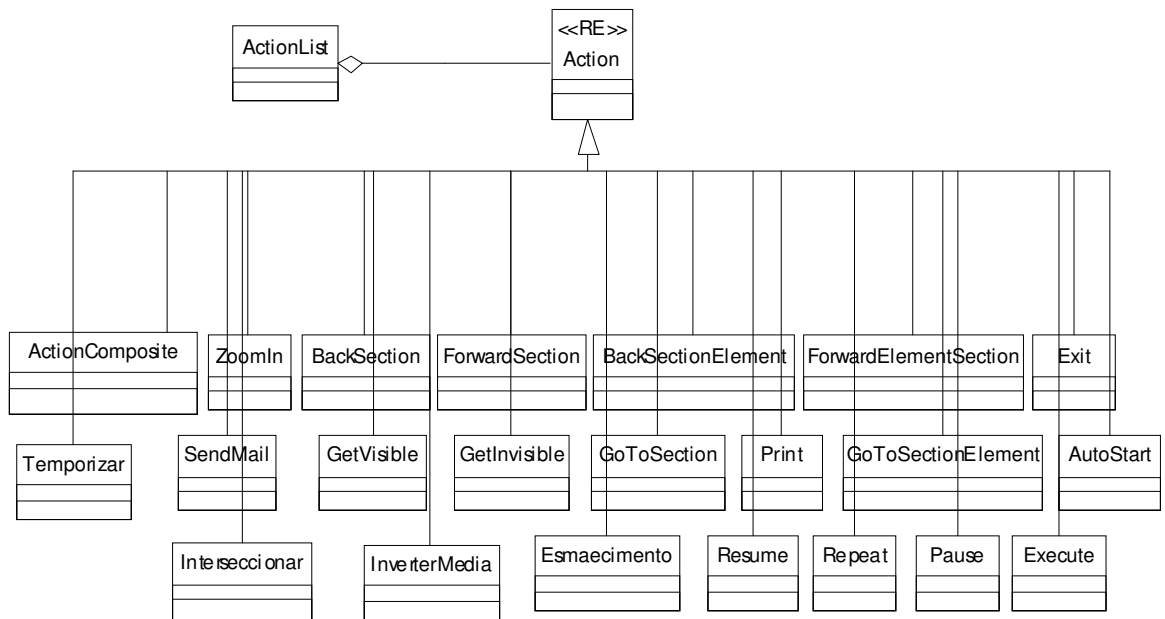 <<RE>>
ActionList
Action
ActionComposite
ZoomIn
BackSection
ForwardSection
BackSectionElement
ForwardElementSection
Exit
Temporizar
SendMail
GetVisible
GetInvisible
GoToSection
Print
GoToSectionElement
AutoStart
Interseccionar
InverterMedia
Esmaecimento
Resume
Repeat
Pause
Execute